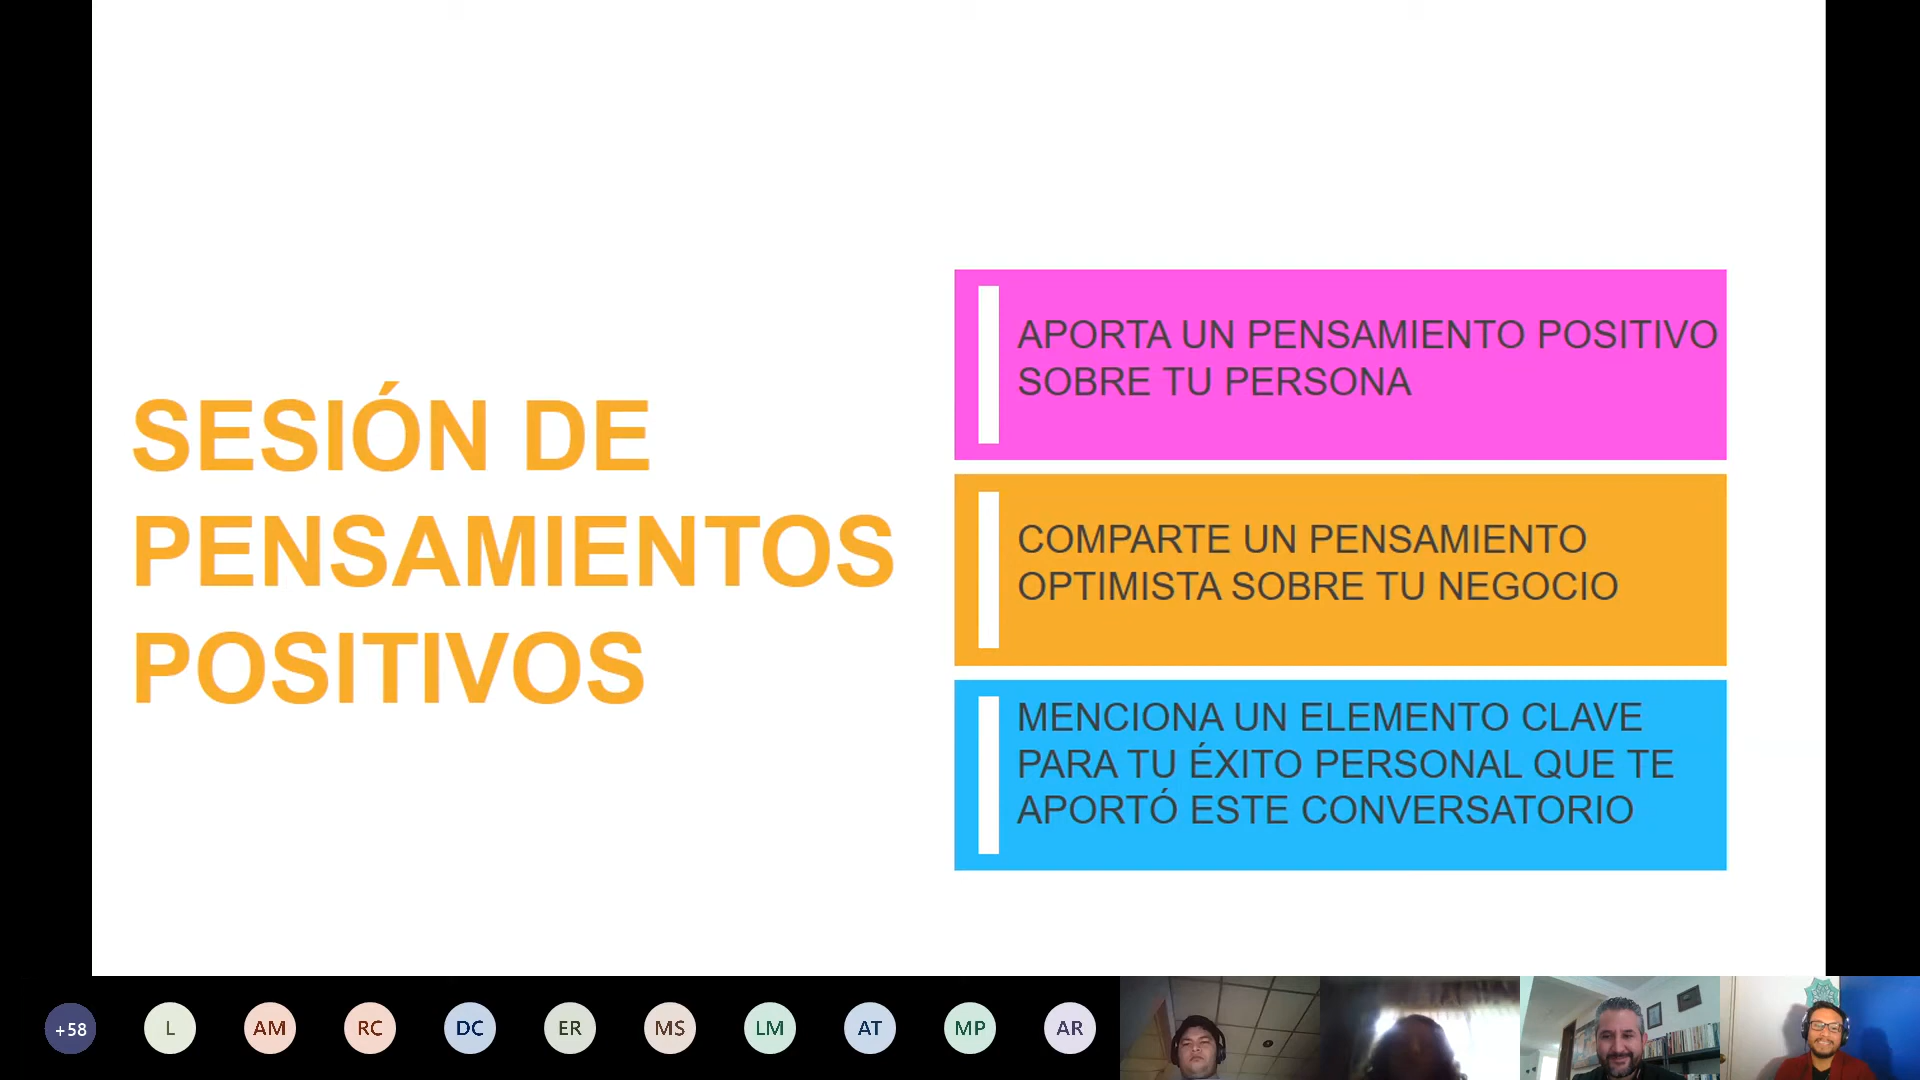 SESIÓN DE
PENSAMIENTOS
POSITIVOS
APORTA UN PENSAMIENTO POSITIVO
SOBRE TU PERSONA
COMPARTE UN PENSAMIENTO
OPTIMISTA SOBRE TU NEGOCIO
MENCIONA UN ELEMENTO CLAVE
PARA TU ÉXITO PERSONAL QUE TE
APORTÓ ESTE CONVERSATORIO
+58 L AM RC DC ER MS LM AT MP AR